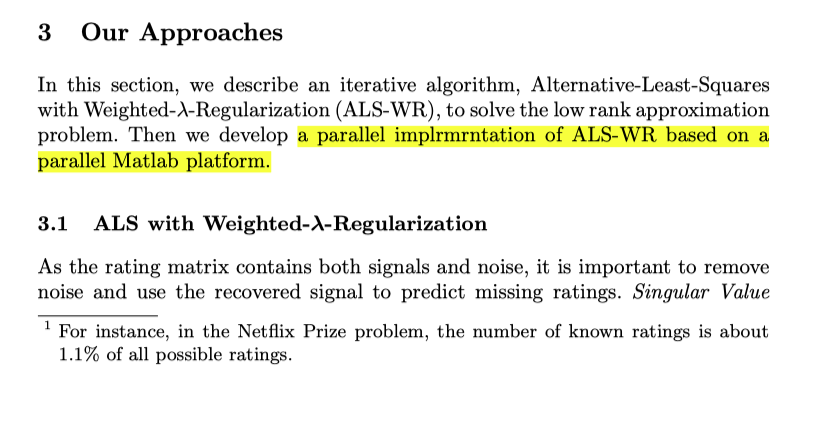 3 Our Approaches
In this section, we describe an iterative algorithm, Alternative-Least-Squares
with Weighted-λ-Regularization (ALS-WR), to solve the low rank approximation
problem. Then we develop a parallel implrmrntation of ALS-WR based on a
parallel Matlab platform.
3.1 ALS with Weighted-λ-Regularization
As the rating matrix contains both signals and noise, it is important to remove
noise and use the recovered signal to predict missing ratings. Singular Value
1 For instance, in the Netflix Prize problem, the number of known ratings is about
1.1% of all possible ratings.